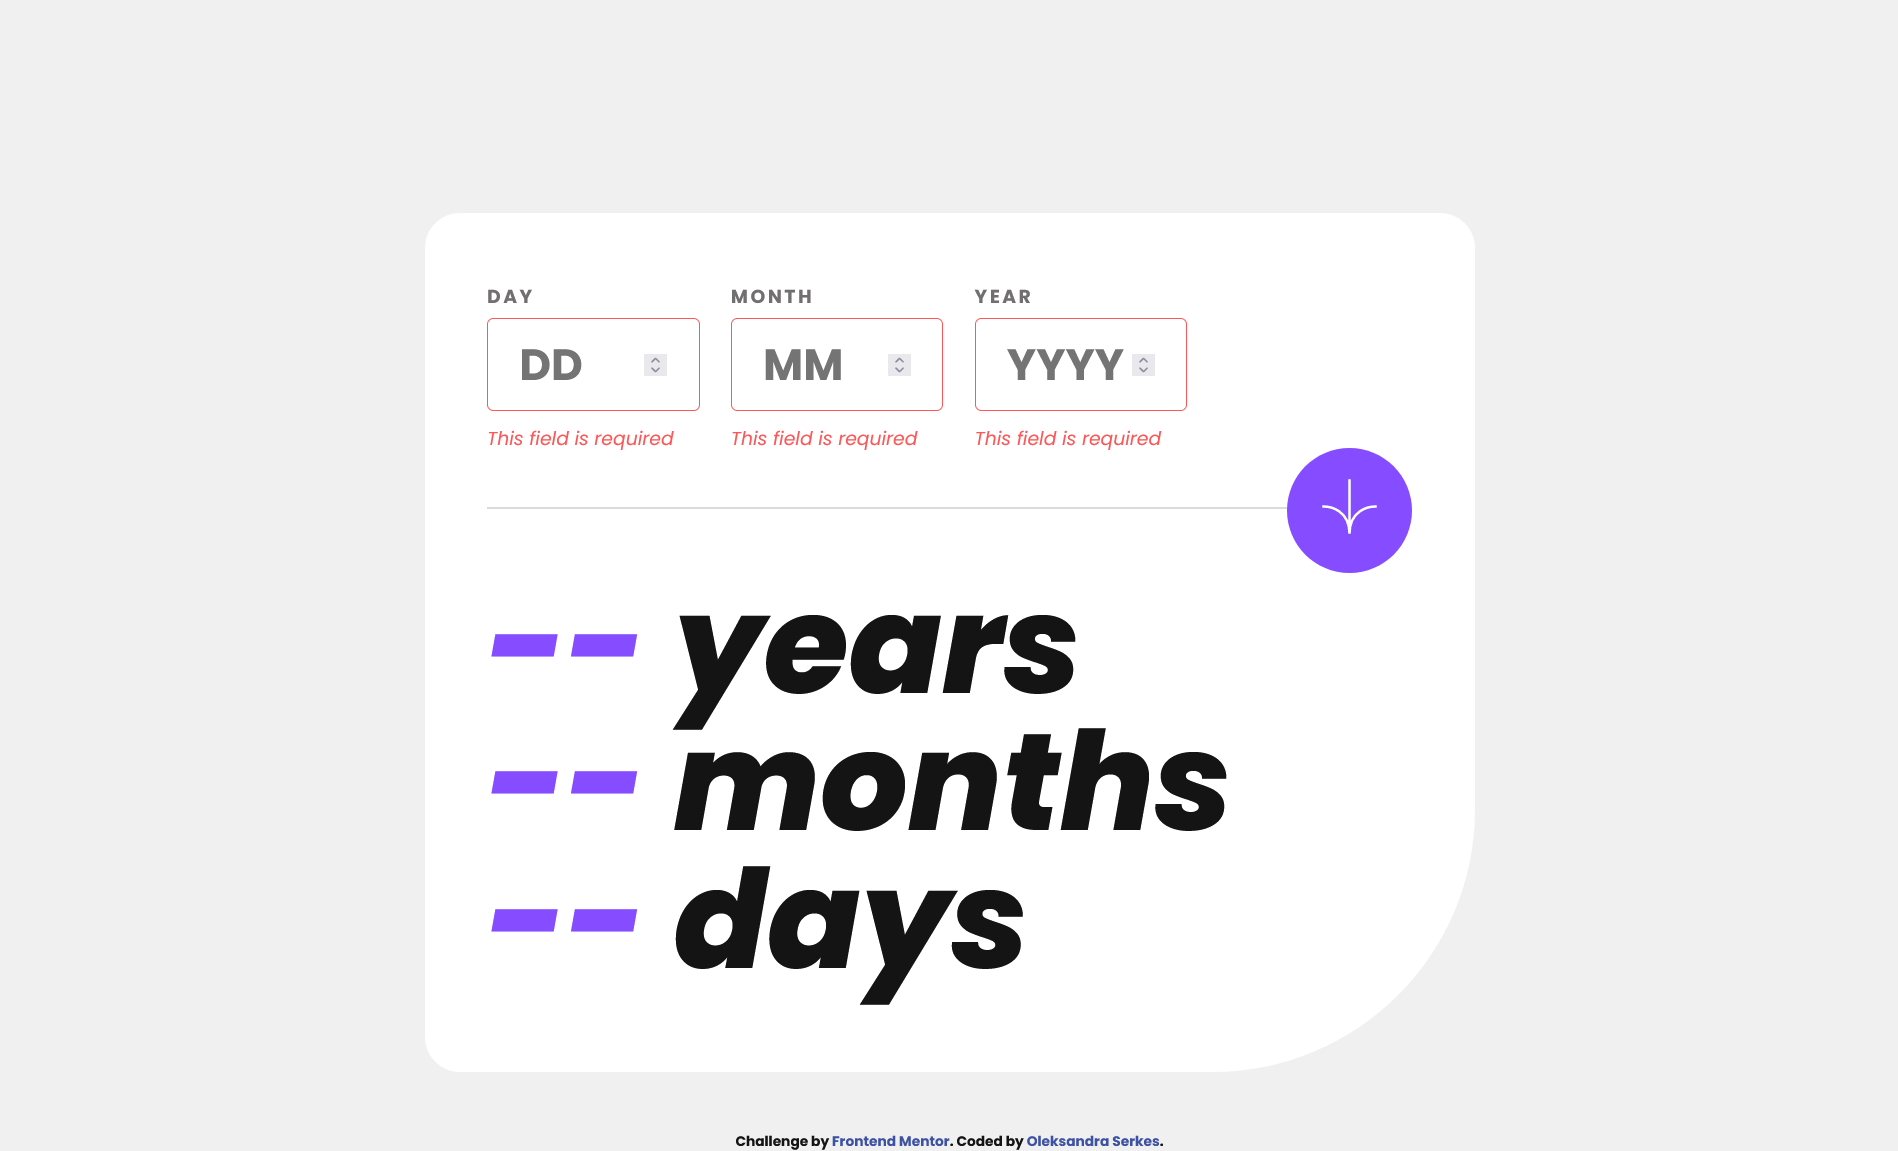 DAY MONTH YEAR
DD MM YYYY
This field is required This field is required This field is required
-- years
-- months
-- days
Challenge by Frontend Mentor. Coded by Oleksandra Serkes.